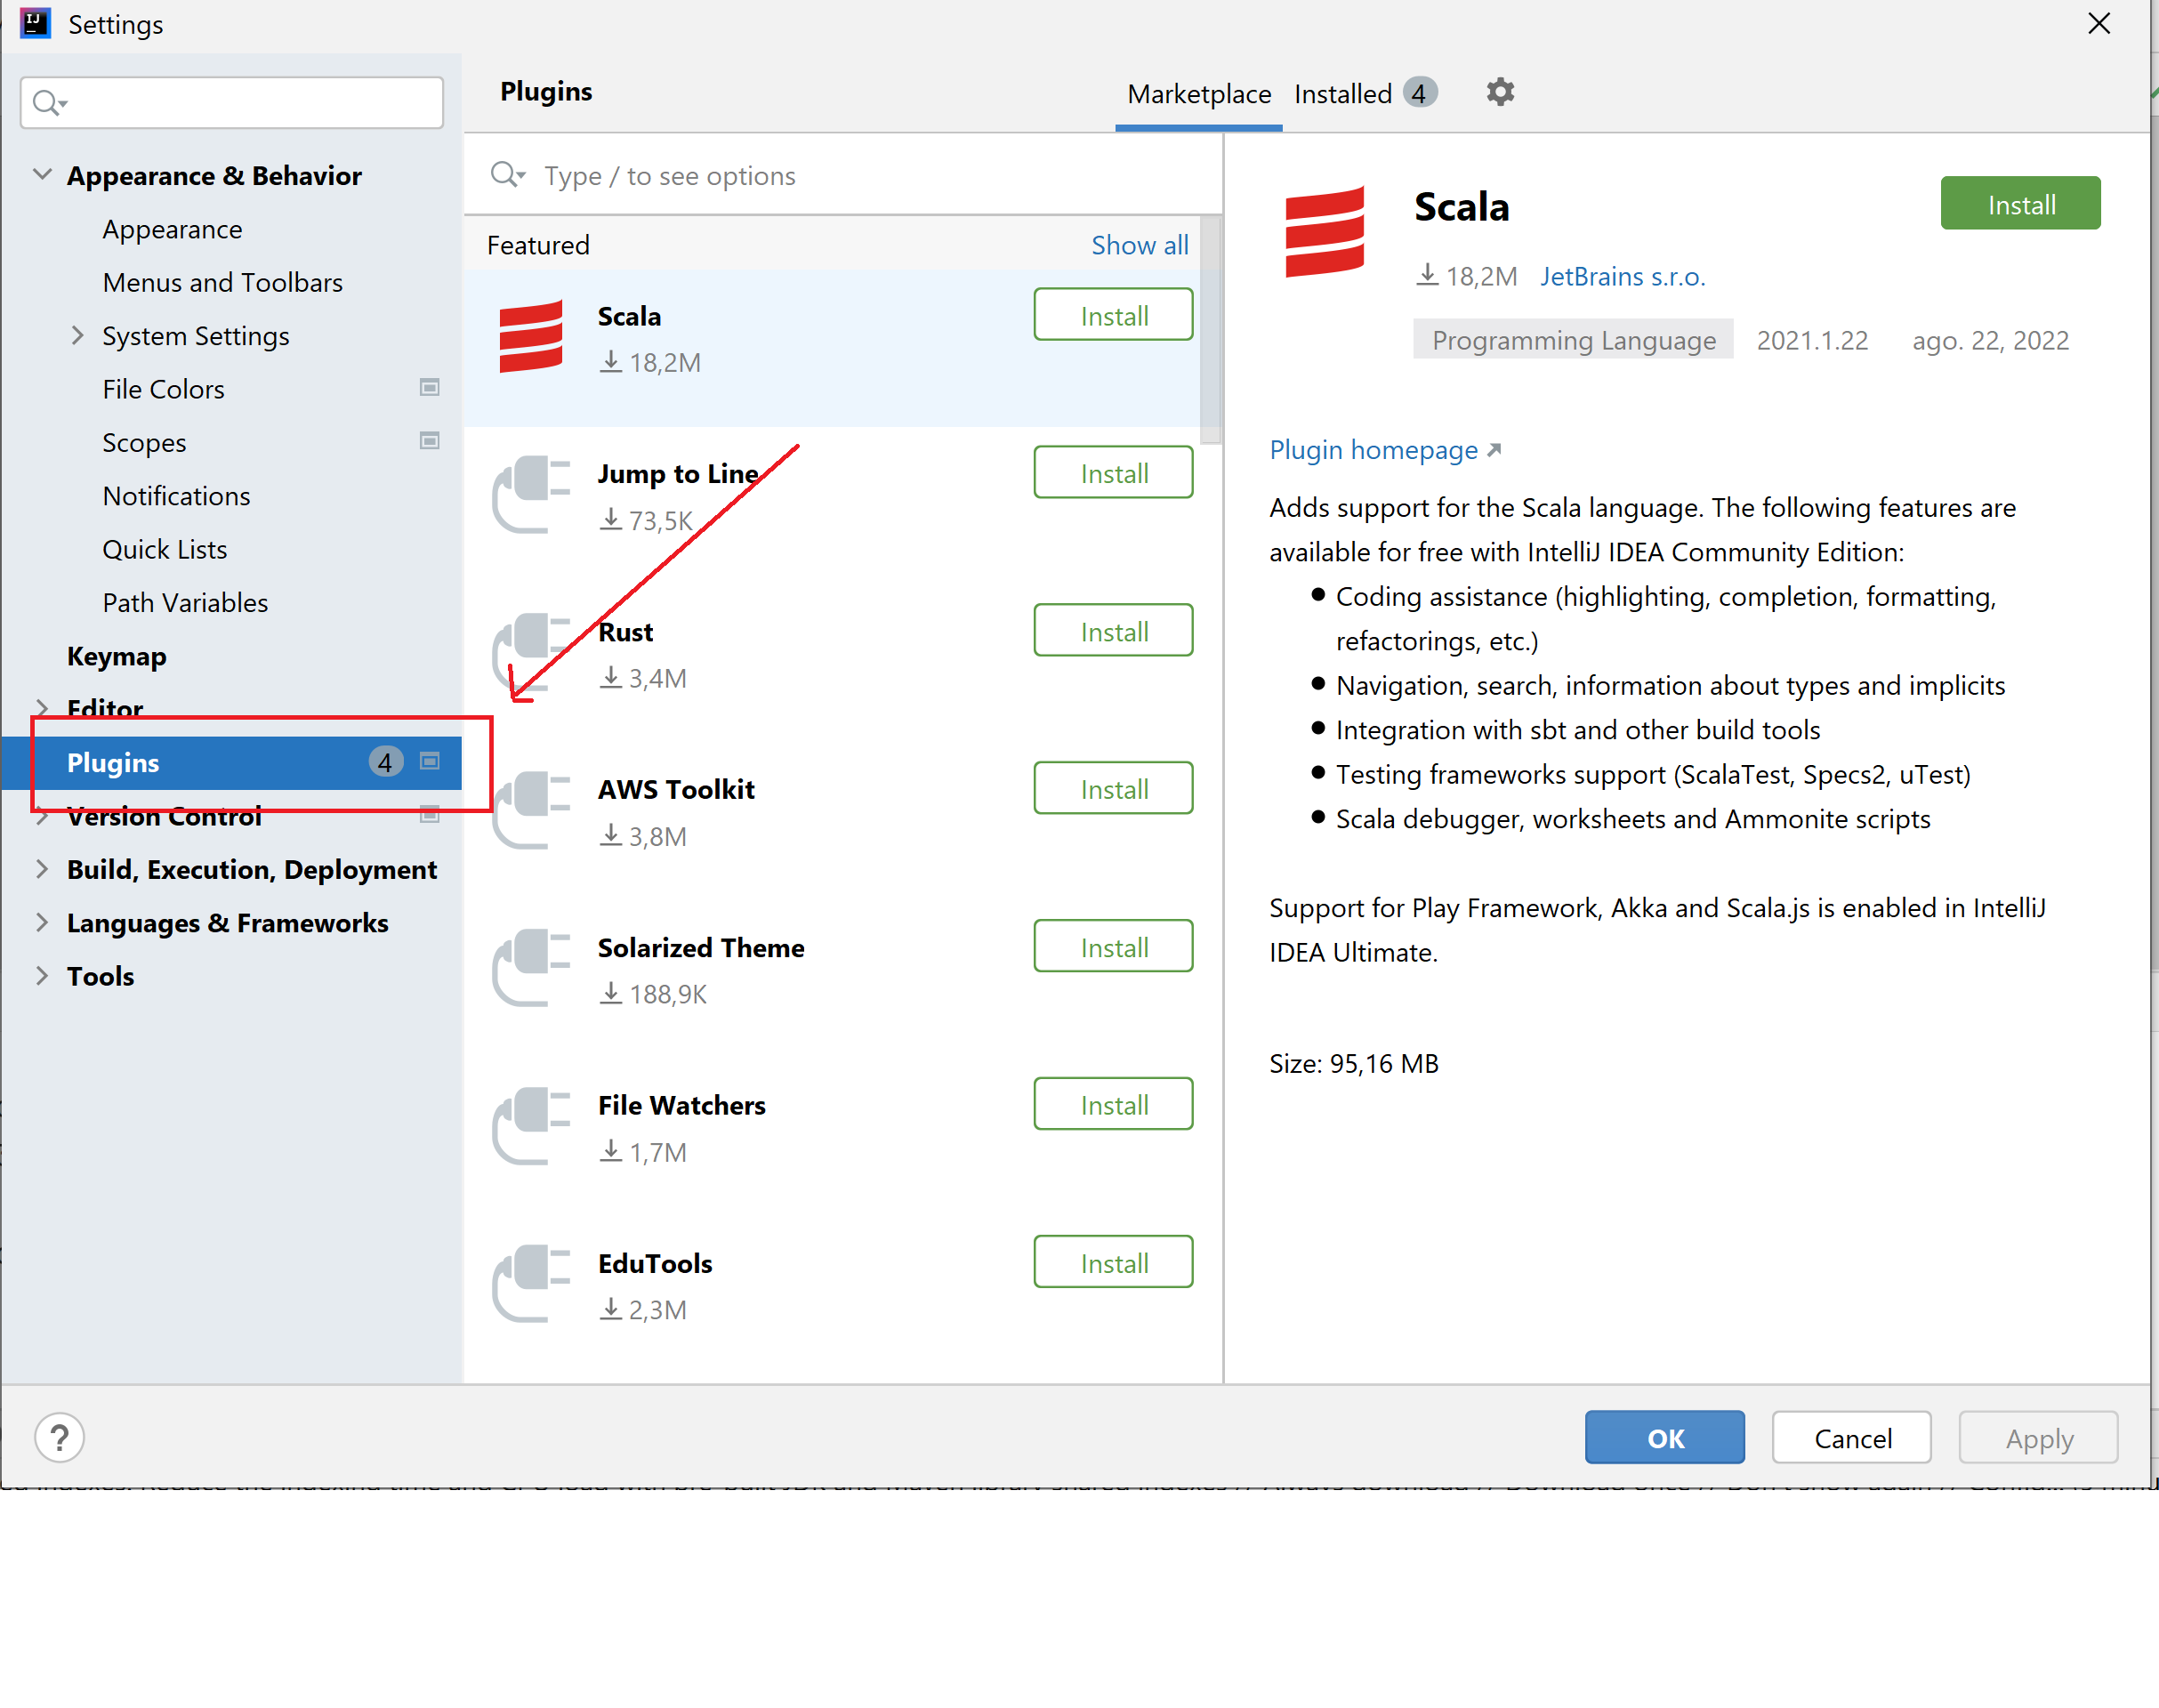 Settings
Appearance & Behavior
Appearance
Menus and Toolbars
System Settings
File Colors
Scopes
Notifications
Quick Lists
Path Variables
Keymap
Editor
Plugins 4
Version Control
Build, Execution, Deployment
Languages & Frameworks
Tools
Plugins
Marketplace Installed 4
Type / to see options
Featured Show all
Scala Install
18,2M
Jump to Line Install
73,5K
Rust Install
3,4M
AWS Toolkit Install
3,8M
Solarized Theme Install
188,9K
File Watchers Install
1,7M
EduTools Install
2,3M
Scala Install
18,2M JetBrains s.r.o.
Programming Language 2021.1.22 ago. 22, 2022
Plugin homepage
Adds support for the Scala language. The following features are
available for free with IntelliJ IDEA Community Edition:
Coding assistance (highlighting, completion, formatting,
refactorings, etc.)
Navigation, search, information about types and implicits
Integration with sbt and other build tools
Testing frameworks support (ScalaTest, Specs2, uTest)
Scala debugger, worksheets and Ammonite scripts
Support for Play Framework, Akka and Scala.js is enabled in IntelliJ
IDEA Ultimate.
Size: 95,16 MB
? OK Cancel Apply